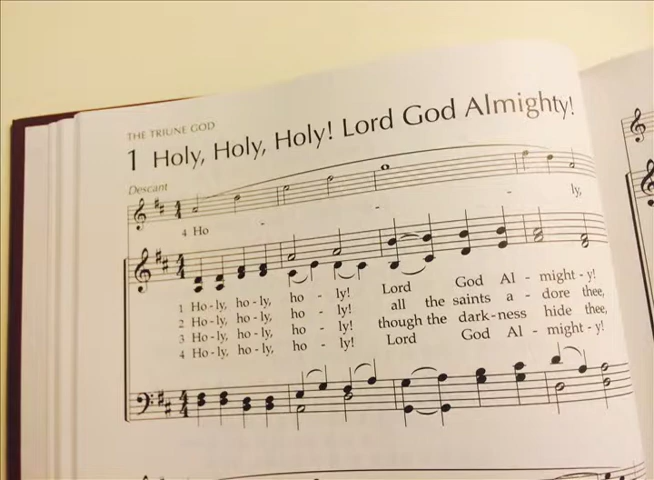 THE TRIUNE GOD
1 Holy, Holy, Holy! Lord God Almighty!
Descant
4 Ho - - - ly,
1 Ho - ly, ho - ly, ho - ly! Lord God Al - might - y!
2 Ho - ly, ho - ly, ho - ly! all the saints a - dore thee,
3 Ho - ly, ho - ly, ho - ly! though the dark - ness hide thee,
4 Ho - ly, ho - ly, ho - ly! Lord God Al - might - y!